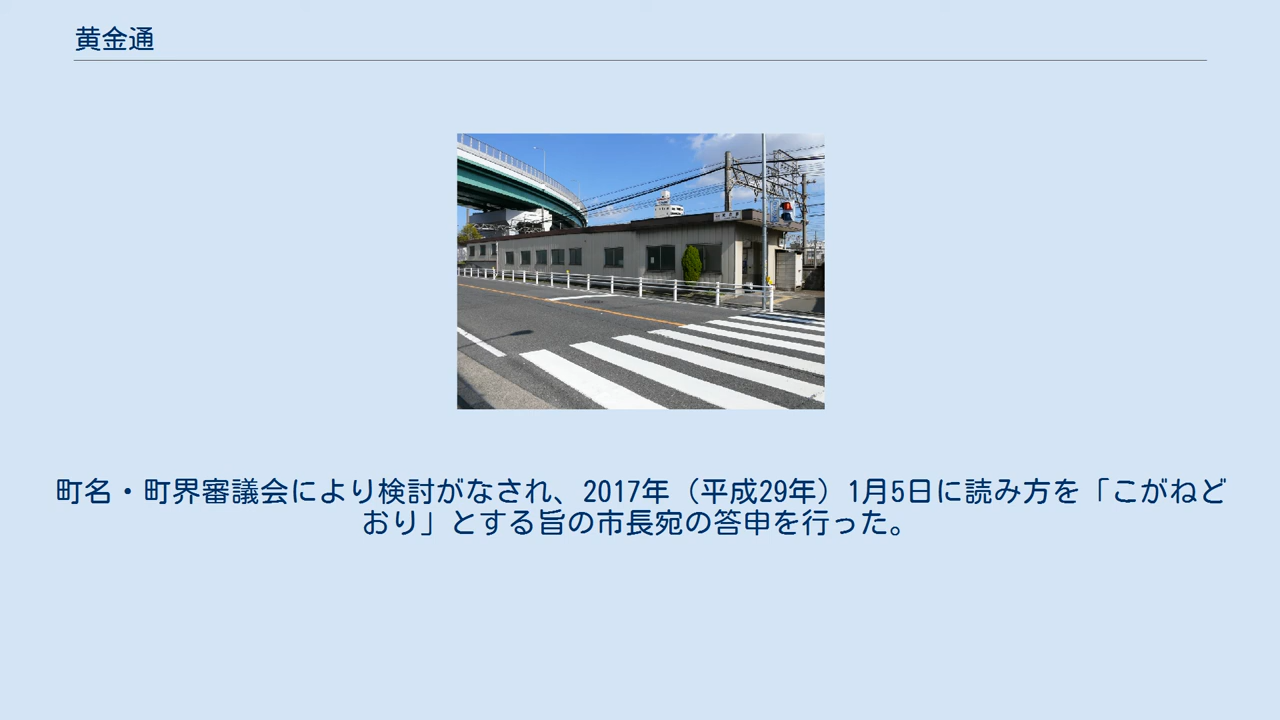 黄金通
町名・町界審議会により検討がなされ、2017年（平成29年）1月5日に読み方を「こがねど
おり」とする旨の市長宛の答申を行った。